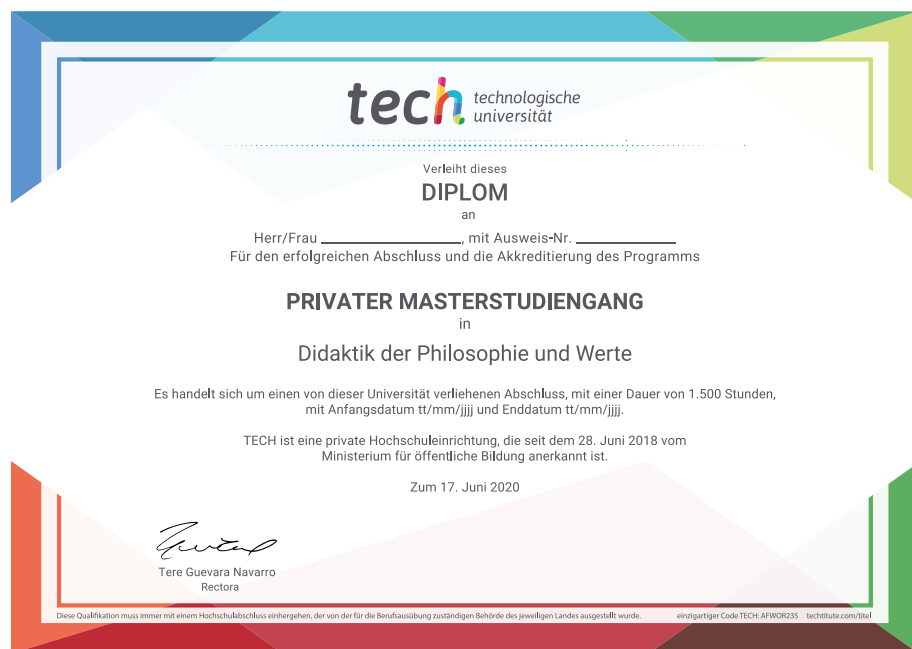 tech technologische
universität
Verleiht dieses
DIPLOM
an
Herr/Frau ____________________, mit Ausweis-Nr. ______________
Für den erfolgreichen Abschluss und die Akkreditierung des Programms
PRIVATER MASTERSTUDIENGANG
in
Didaktik der Philosophie und Werte
Es handelt sich um einen von dieser Universität verliehenen Abschluss, mit einer Dauer von 1.500 Stunden,
mit Anfangsdatum tt/mm/jjjj und Enddatum tt/mm/jjjj.
TECH ist eine private Hochschuleinrichtung, die seit dem 28. Juni 2018 vom
Ministerium für öffentliche Bildung anerkannt ist.
Zum 17. Juni 2020
Tere Guevara Navarro
Rectora
Diese Qualifikation muss immer mit einem Hochschulabschluss einhergehen, der von der für die Berufsausübung zuständigen Behörde des jeweiligen Landes ausgestellt wurde. einzigartiger Code TECH: AFWOR23S techtitute.com/titel